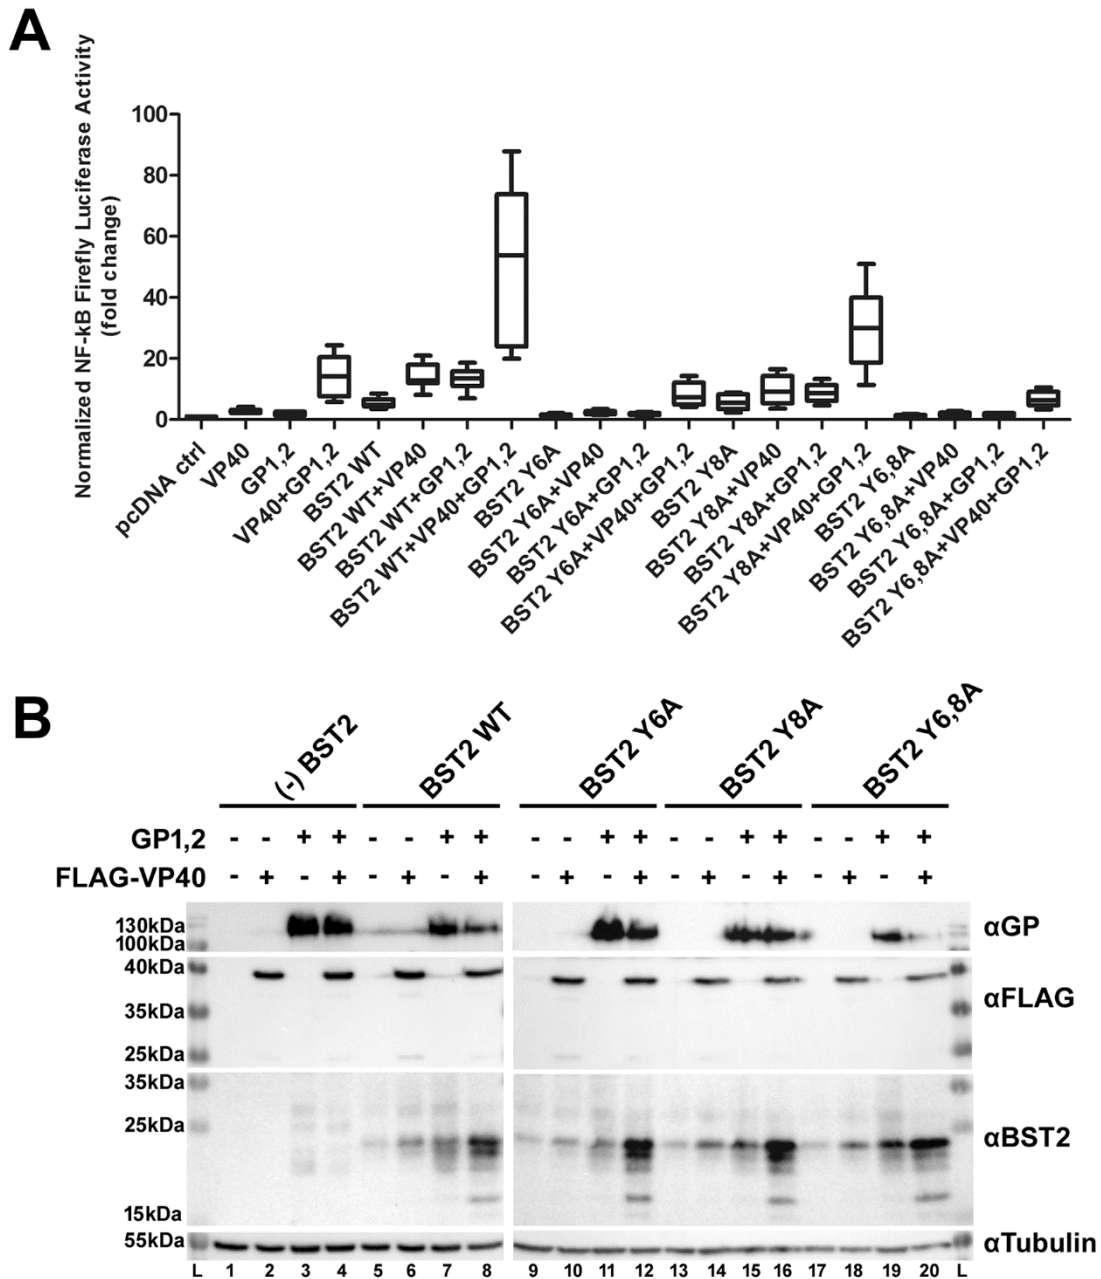 A
Normalized NF-kB Firefly Luciferase Activity
(fold change)
100
80
60
40
20
0
pcDNA ctrl
VP40
GP1,2
VP40+GP1,2
BST2 WT
BST2 WT+VP40
BST2 WT+GP1,2
BST2 WT+VP40+GP1,2
BST2 Y6A
BST2 Y6A+VP40
BST2 Y6A+GP1,2
BST2 Y6A+VP40+GP1,2
BST2 Y8A
BST2 Y8A+VP40
BST2 Y8A+GP1,2
BST2 Y8A+VP40+GP1,2
BST2 Y6,8A
BST2 Y6,8A+VP40
BST2 Y6,8A+GP1,2
BST2 Y6,8A+VP40+GP1,2
B
(-) BST2 BST2 WT BST2 Y6A BST2 Y8A BST2 Y6,8A
GP1,2 - - + + - - + + - - + + - - + + - - + +
FLAG-VP40 - + - + - + - + - + - + - + - + - + - +
130kDa
αGP
100kDa
40kDa
35kDa
αFLAG
25kDa
35kDa
25kDa
αBST2
15kDa
55kDa
αTubulin
L 1 2 3 4 5 6 7 8 9 10 11 12 13 14 15 16 17 18 19 20 L